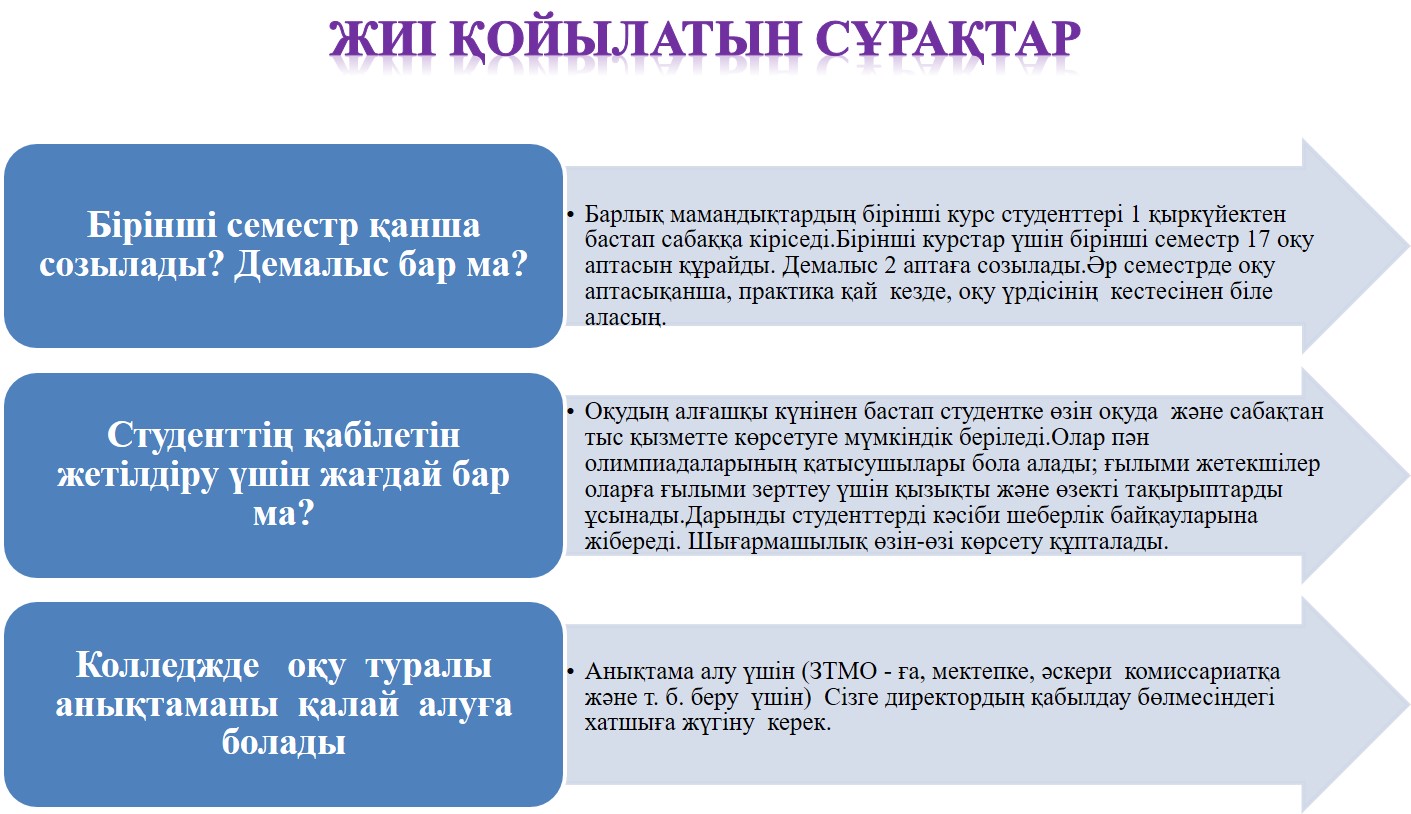 ЖИІ ҚОЙЫЛАТЫН СҰРАҚТАР
Бірінші семестр қанша
созылады? Демалыс бар ма?
• Барлық мамандықтардың бірінші курс студенттері 1 қыркүйектен
бастап сабаққа кіріседі.Бірінші курстар үшін бірінші семестр 17 оқу
аптасын құрайды. Демалыс 2 аптаға созылады.Әр семестрде оқу
аптасықанша, практика қай  кезде, оқу үрдісінің  кестесінен біле
аласың.
Студенттің қабілетін
жетілдіру үшін жағдай бар
ма?
• Оқудың алғашқы күнінен бастап студентке өзін оқуда  және сабақтан
тыс қызметте көрсетуге мүмкіндік беріледі.Олар пән
олимпиадаларының қатысушылары бола алады; ғылыми жетекшілер
оларға ғылыми зерттеу үшін қызықты және өзекті тақырыптарды
ұсынады.Дарынды студенттерді кәсіби шеберлік байқауларына
жібереді. Шығармашылық өзін-өзі көрсету құпталады.
Колледжде   оқу  туралы
анықтаманы  қалай  алуға
болады
• Анықтама алу үшін (ЗТМО - ға, мектепке, әскери  комиссариатқа
және т. б. беру  үшін)  Сізге директордың қабылдау бөлмесіндегі
хатшыға жүгіну  керек.